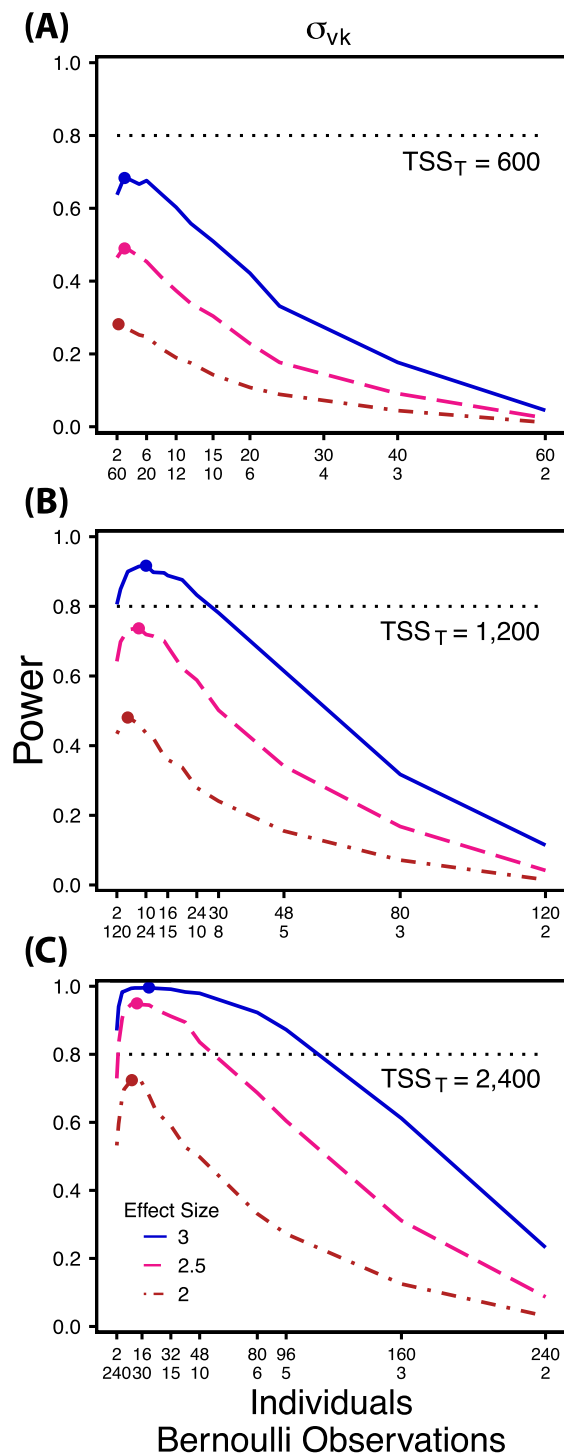 (A)
σvk
1.0
0.8
TSST = 600
0.6
0.4
0.2
0.0
2 6 10 15 20 30 40 60
60 20 12 10 6 4 3 2
(B)
1.0
0.8
TSST = 1,200
0.6
0.4
0.2
0.0
2 10 16 24 30 48 80 120
120 24 15 10 8 5 3 2
Power
(C)
1.0
0.8
TSST = 2,400
0.6
0.4
0.2
0.0
Effect Size
3
2.5
2
2 16 32 48 80 96 160 240
240 30 15 10 6 5 3 2
Individuals
Bernoulli Observations